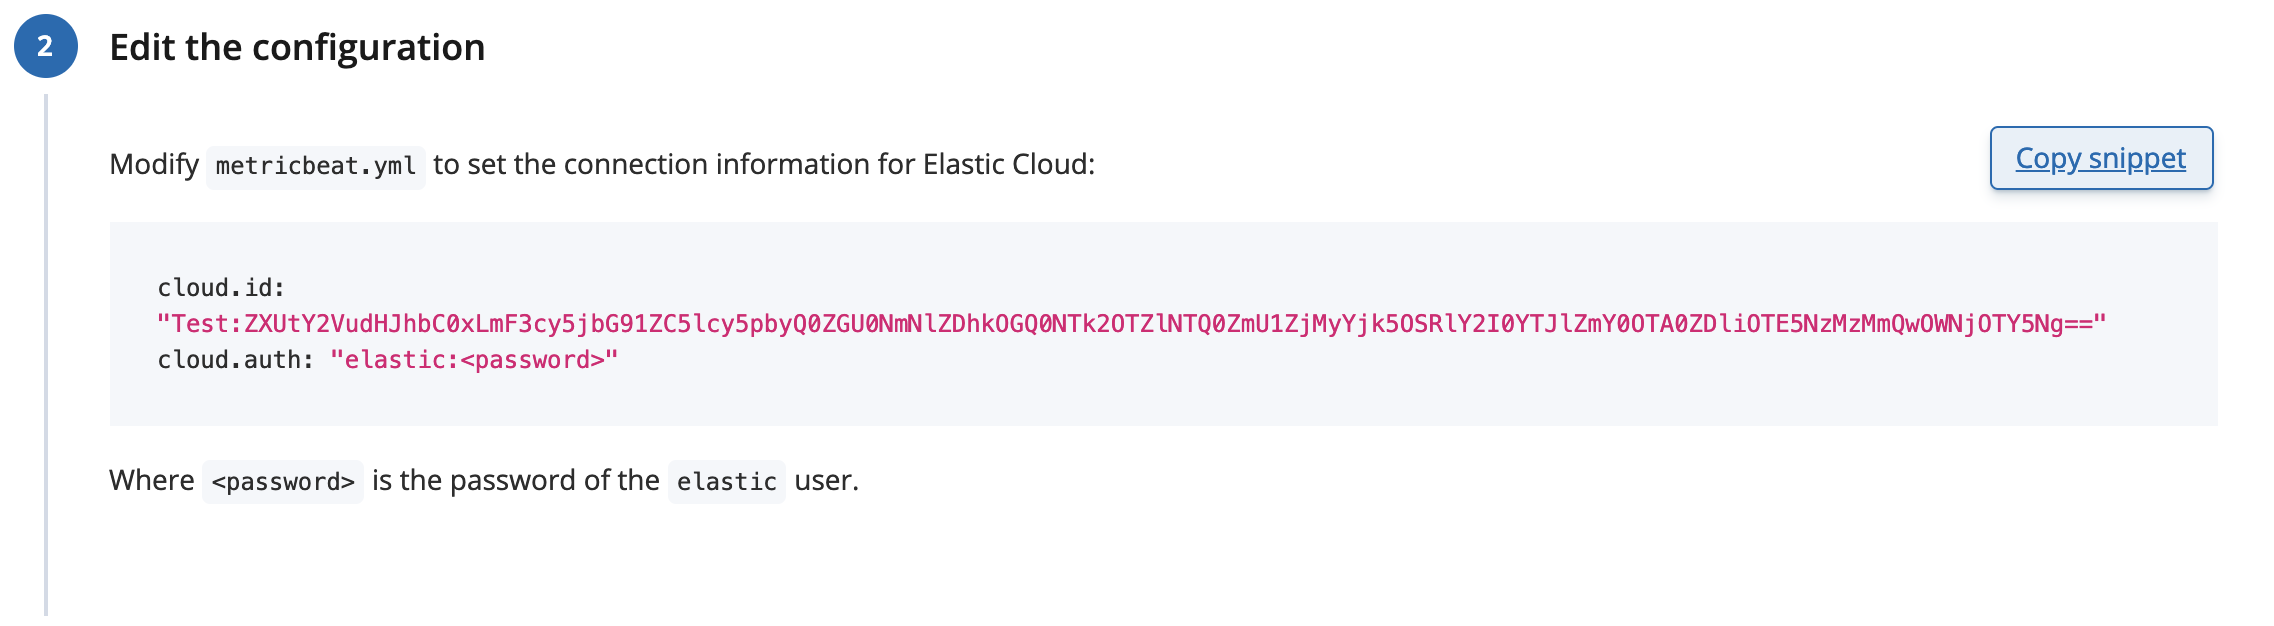 2
Edit the configuration
Modify metricbeat.yml to set the connection information for Elastic Cloud:
Copy snippet
cloud.id:
"Test:ZXUtY2VudHJhbC0xLmF3cy5jbG91ZC5lcy5pbyQ0ZGU0NmNlZDhkOGQ0NTk2OTZlNTQ0ZmU1ZjMyYjk5OSRlY2I0YTJlZmY0OTA0ZDliOTE5NzMzMmQwOWNjOTY5Ng=="
cloud.auth: "elastic:<password>"
Where <password> is the password of the elastic user.